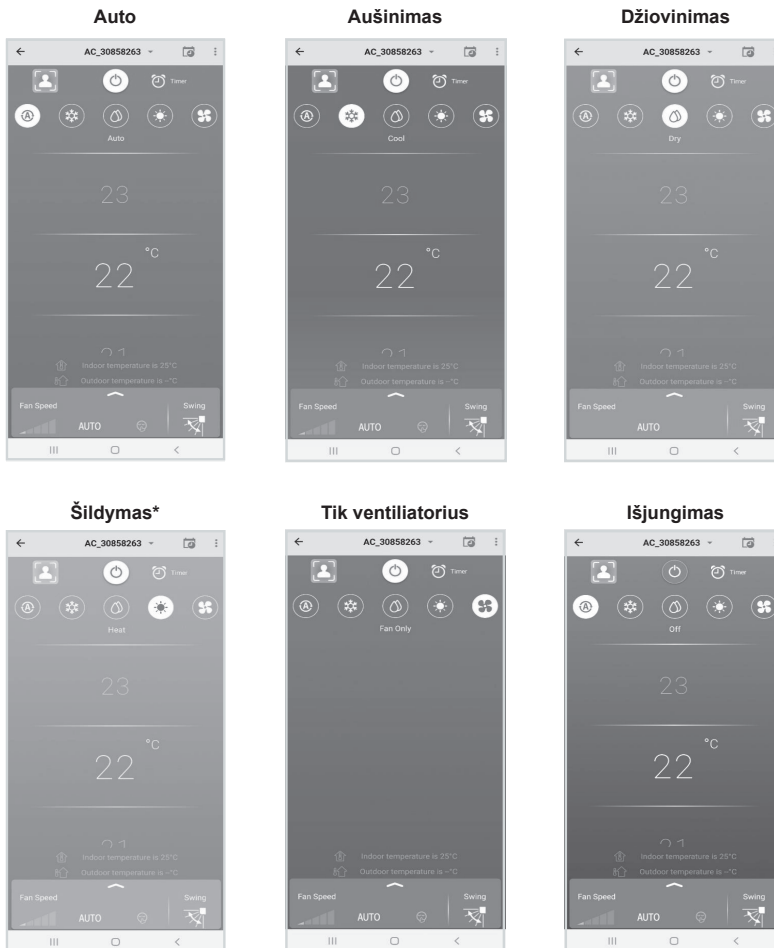 Auto
AC_30858263
Timer
Auto
23
22 °C
21
Indoor temperature is 25°C
Outdoor temperature is --°C
Fan Speed
Swing
AUTO
Aušinimas
AC_30858263
Timer
Cool
23
22 °C
21
Indoor temperature is 25°C
Outdoor temperature is --°C
Fan Speed
Swing
AUTO
Džiovinimas
AC_30858263
Timer
Dry
23
22 °C
21
Indoor temperature is 25°C
Outdoor temperature is --°C
Fan Speed
Swing
AUTO
Šildymas*
AC_30858263
Timer
Heat
23
22 °C
21
Indoor temperature is 25°C
Outdoor temperature is --°C
Fan Speed
Swing
AUTO
Tik ventiliatorius
AC_30858263
Timer
Fan Only
Indoor temperature is 25°C
Outdoor temperature is --°C
Fan Speed
Swing
AUTO
Išjungimas
AC_30858263
Timer
Off
23
22 °C
21
Indoor temperature is 25°C
Outdoor temperature is --°C
Fan Speed
Swing
AUTO